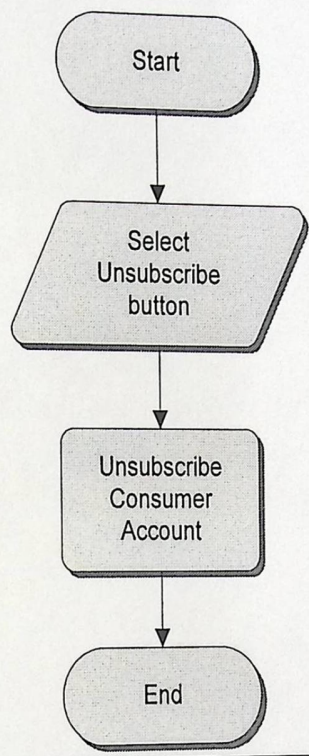 Start
Select
Unsubscribe
button
Unsubscribe
Consumer
Account
End